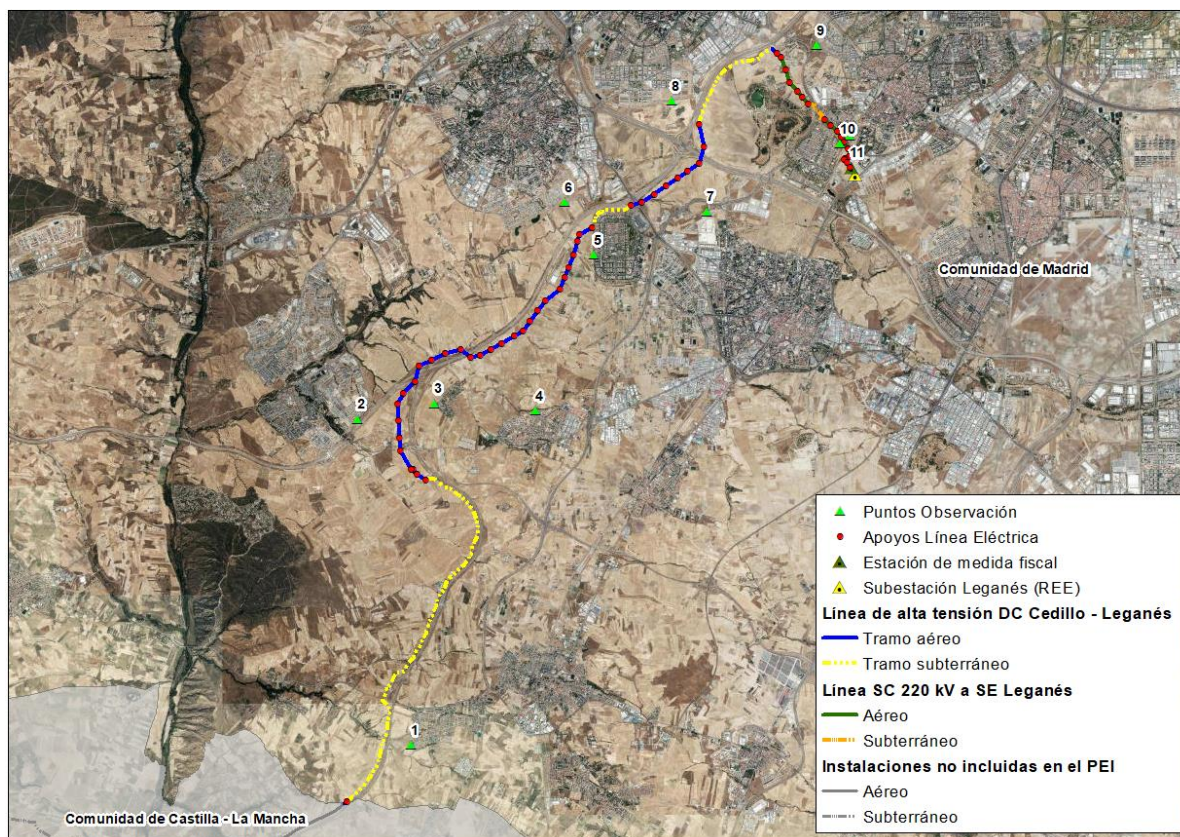 9
8
10
11
6
7
5
Comunidad de Madrid
3
4
2
1
Comunidad de Castilla - La Mancha
Puntos Observación
Apoyos Línea Eléctrica
Estación de medida fiscal
Subestación Leganés (REE)
Línea de alta tensión DC Cedillo - Leganés
Tramo aéreo
Tramo subterráneo
Línea SC 220 kV a SE Leganés
Aéreo
Subterráneo
Instalaciones no incluidas en el PEI
Aéreo
Subterráneo